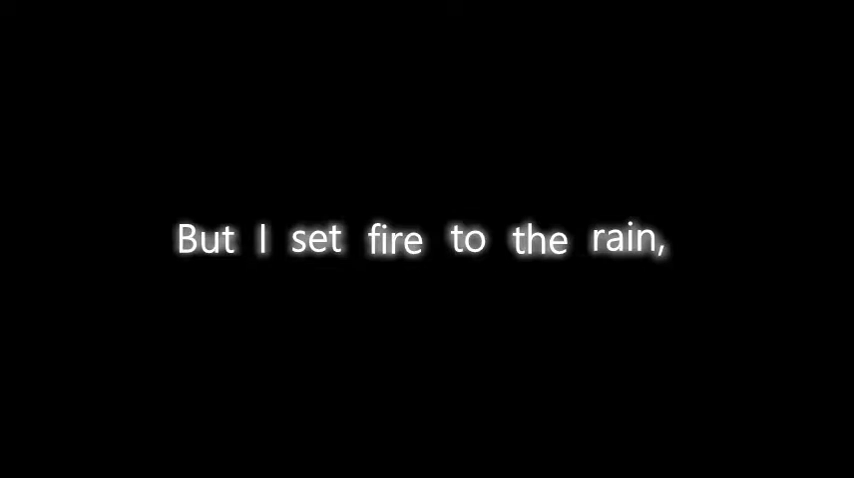 But I set fire to the rain,